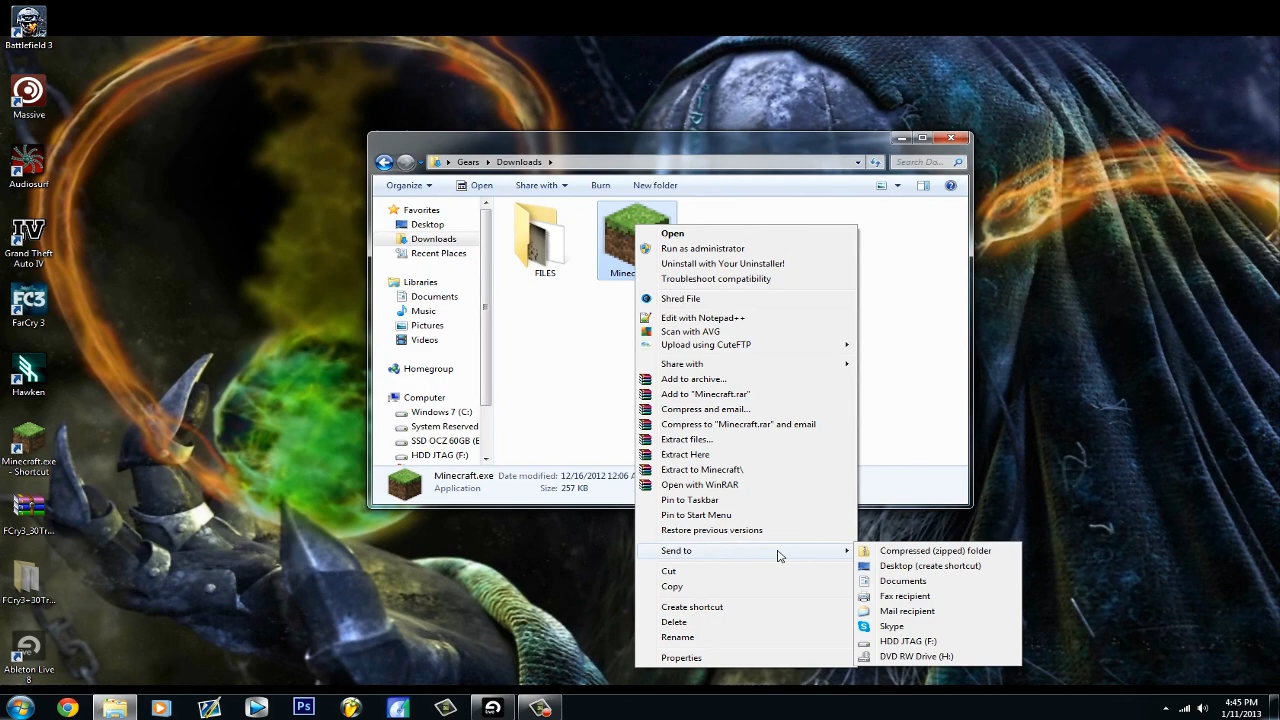 Battlefield 3
Massive
Audiosurf
Grand Theft
Auto IV
FarCry 3
Hawken
Minecraft.exe
- Shortcut
FCry3_30Tr...
FCry3+30Tr...
Ableton Live
8
IV
FC3
live
Gears
Downloads
Search Do...
Organize
Open
Share with
Burn
New folder
Favorites
Desktop
Downloads
Recent Places
Libraries
Documents
Music
Pictures
Videos
Homegroup
Computer
Windows 7 (C:)
System Reserved
SSD OCZ 60GB (E
HDD JTAG (F:)
FILES
Minec
Minecraft.exe
Application
Date modified: 12/16/2012 12:06 A
Size: 257 KB
Open
Run as administrator
Uninstall with Your Uninstaller!
Troubleshoot compatibility
Shred File
Edit with Notepad++
Scan with AVG
Upload using CuteFTP
Share with
Add to archive...
Add to "Minecraft.rar"
Compress and email...
Compress to "Minecraft.rar" and email
Extract files...
Extract Here
Extract to Minecraft\
Open with WinRAR
Pin to Taskbar
Pin to Start Menu
Restore previous versions
Send to
Cut
Copy
Create shortcut
Delete
Rename
Properties
Compressed (zipped) folder
Desktop (create shortcut)
Documents
Fax recipient
Mail recipient
Skype
HDD JTAG (F:)
DVD RW Drive (H:)
Ps
live
4:45 PM
1/11/2013